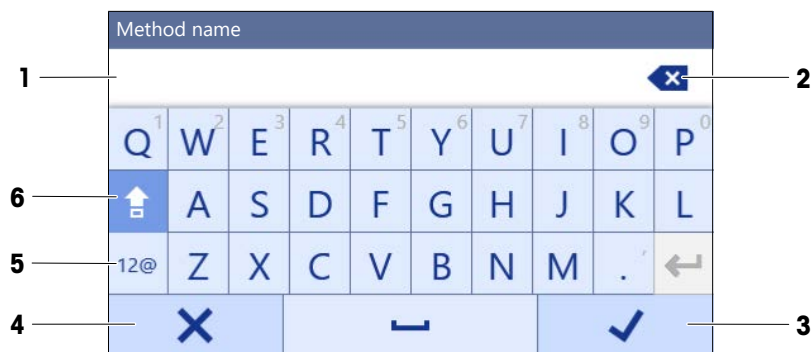 Method name
1
2
Q 1 W 2 E 3 R 4 T 5 Y 6 U 7 I 8 O 9 P 0
6
A S D F G H J K L
5
12@ Z X C V B N M . ,
4
3